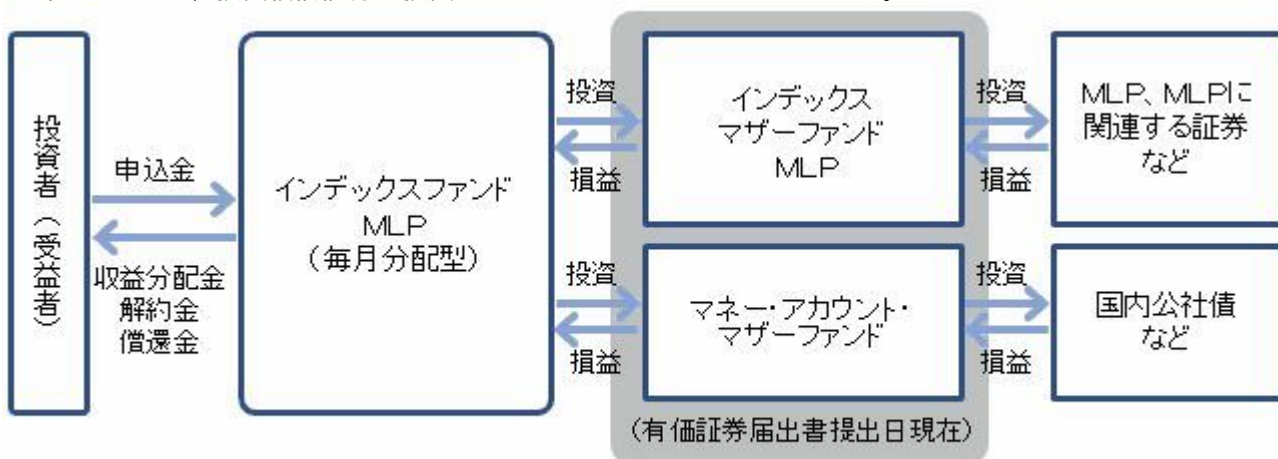 投資者（受益者）
申込金
収益分配金
解約金
償還金
インデックスファンド
MLP
（毎月分配型）
投資
損益
投資
損益
インデックス
マザーファンド
MLP
マネー・アカウント・
マザーファンド
（有価証券届出書提出日現在）
投資
損益
投資
損益
MLP、MLPに
関連する証券
など
国内公社債
など